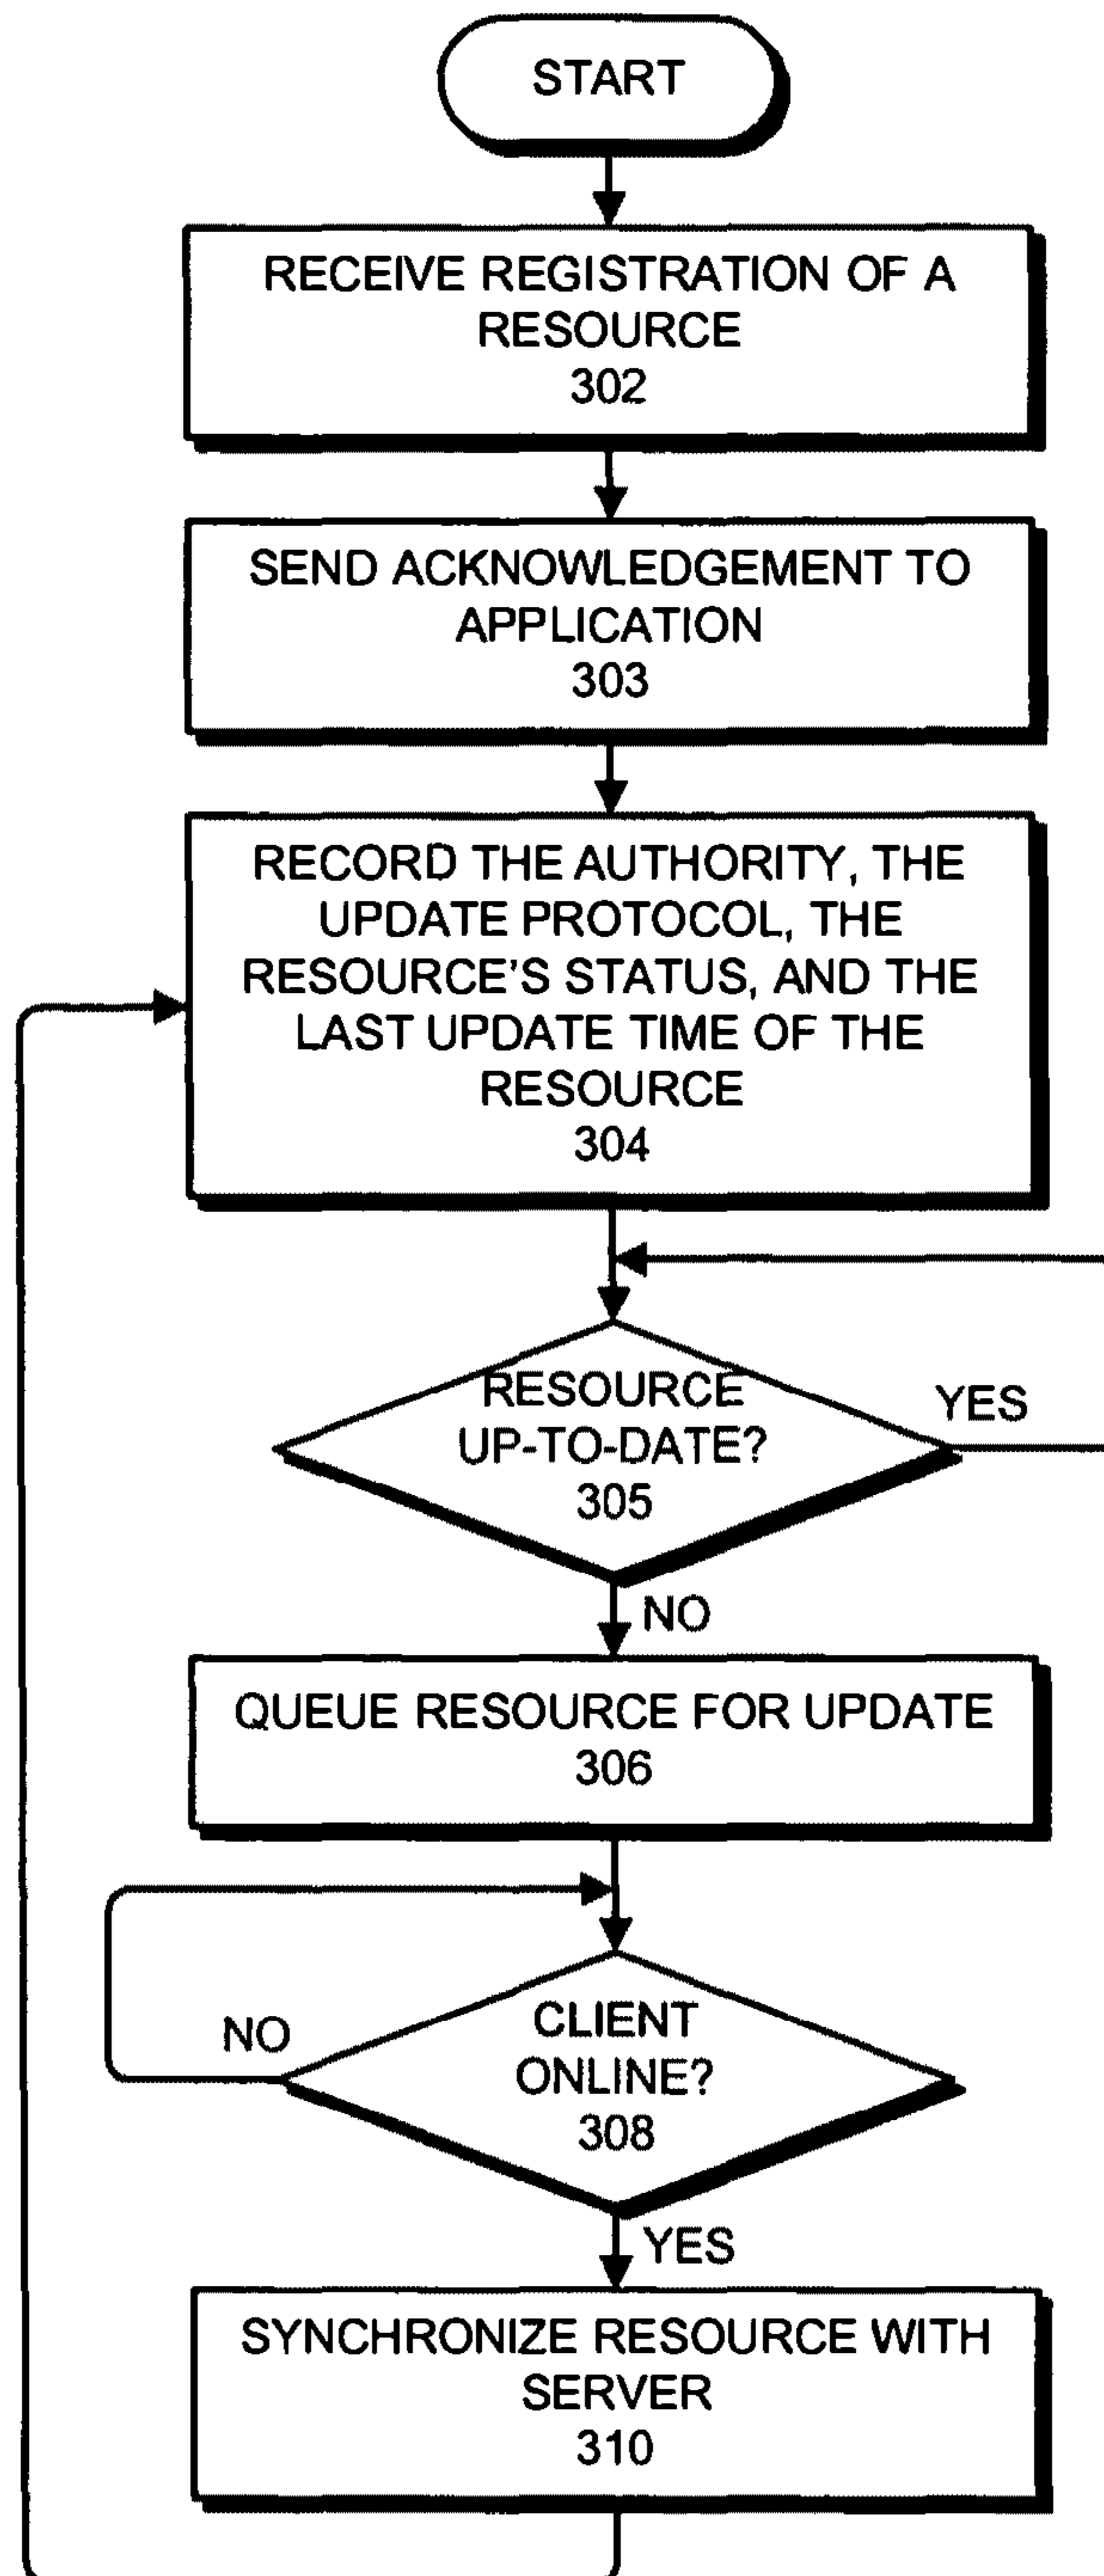 START
RECEIVE REGISTRATION OF A
RESOURCE
302
SEND ACKNOWLEDGEMENT TO
APPLICATION
303
RECORD THE AUTHORITY, THE
UPDATE PROTOCOL, THE
RESOURCE'S STATUS, AND THE
LAST UPDATE TIME OF THE
RESOURCE
304
RESOURCE
UP-TO-DATE?
305
YES
NO
QUEUE RESOURCE FOR UPDATE
306
CLIENT
ONLINE?
308
NO
YES
SYNCHRONIZE RESOURCE WITH
SERVER
310